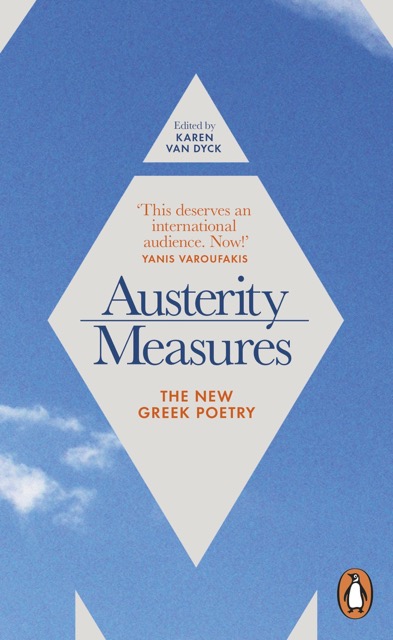 Edited by
KAREN
VAN DYCK
‘This deserves an
international
audience. Now!’
YANIS VAROUFAKIS
Austerity
Measures
THE NEW
GREEK POETRY